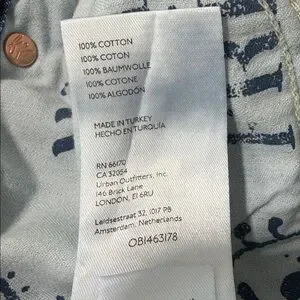 100% COTTON
100% COTON
100% BAUMWOLLE
100% COTONE
100% ALGODÓN
MADE IN TURKEY
HECHO EN TURQUÍA
RN 66170
CA 32054
Urban Outfitters, Inc.
146 Brick Lane
LONDON, E1 6RU
Leidsestraat 32, 1017 PB
Amsterdam, Netherlands
OB1463178